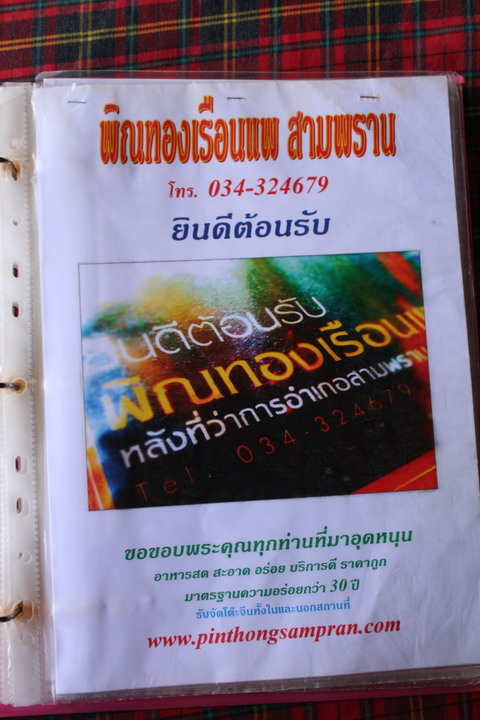 พิณทองเรือนแพ สามพราน
โทร. 034-324679
ยินดีต้อนรับ
นดีต้อนรับ
พิณทองเรือนแ
หลังที่ว่าการอำเภอสามพราน
Tel. 034-324679
ขอขอบพระคุณทุกท่านที่มาอุดหนุน
อาหารสด สะอาด อร่อย บริการดี ราคาถูก
มาตรฐานความอร่อยกว่า 30 ปี
รับจัดโต๊ะจีนทั้งในและนอกสถานที่
www.pinthongsampran.com